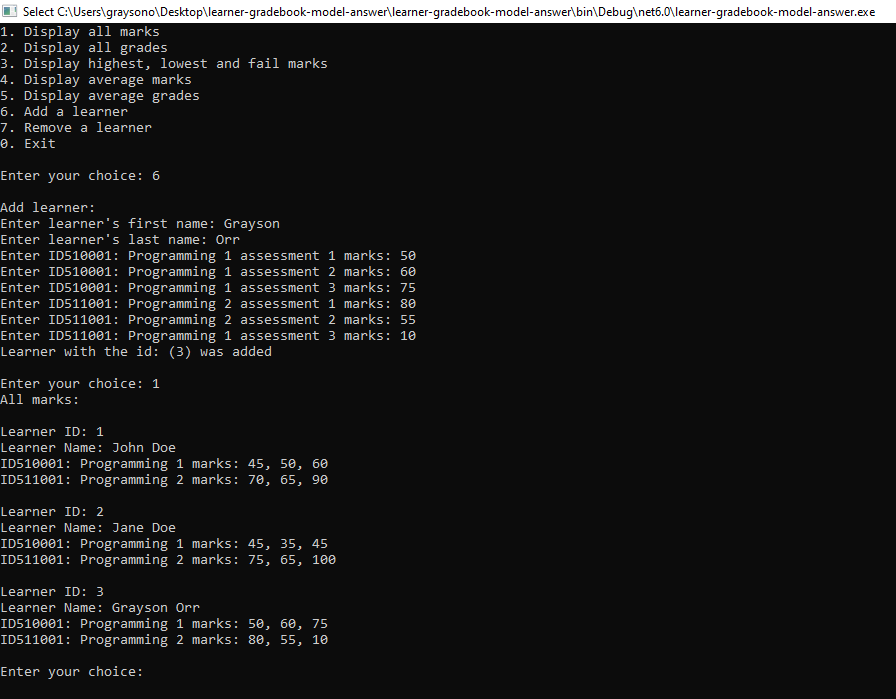 Select C:\Users\graysono\Desktop\learner-gradebook-model-answer\learner-gradebook-model-answer\bin\Debug\net6.0\learner-gradebook-model-answer.exe
1. Display all marks
2. Display all grades
3. Display highest, lowest and fail marks
4. Display average marks
5. Display average grades
6. Add a learner
7. Remove a learner
0. Exit
Enter your choice: 6
Add learner:
Enter learner's first name: Grayson
Enter learner's last name: Orr
Enter ID510001: Programming 1 assessment 1 marks: 50
Enter ID510001: Programming 1 assessment 2 marks: 60
Enter ID510001: Programming 1 assessment 3 marks: 75
Enter ID511001: Programming 2 assessment 1 marks: 80
Enter ID511001: Programming 2 assessment 2 marks: 55
Enter ID511001: Programming 1 assessment 3 marks: 10
Learner with the id: (3) was added
Enter your choice: 1
All marks:
Learner ID: 1
Learner Name: John Doe
ID510001: Programming 1 marks: 45, 50, 60
ID511001: Programming 2 marks: 70, 65, 90
Learner ID: 2
Learner Name: Jane Doe
ID510001: Programming 1 marks: 45, 35, 45
ID511001: Programming 2 marks: 75, 65, 100
Learner ID: 3
Learner Name: Grayson Orr
ID510001: Programming 1 marks: 50, 60, 75
ID511001: Programming 2 marks: 80, 55, 10
Enter your choice: